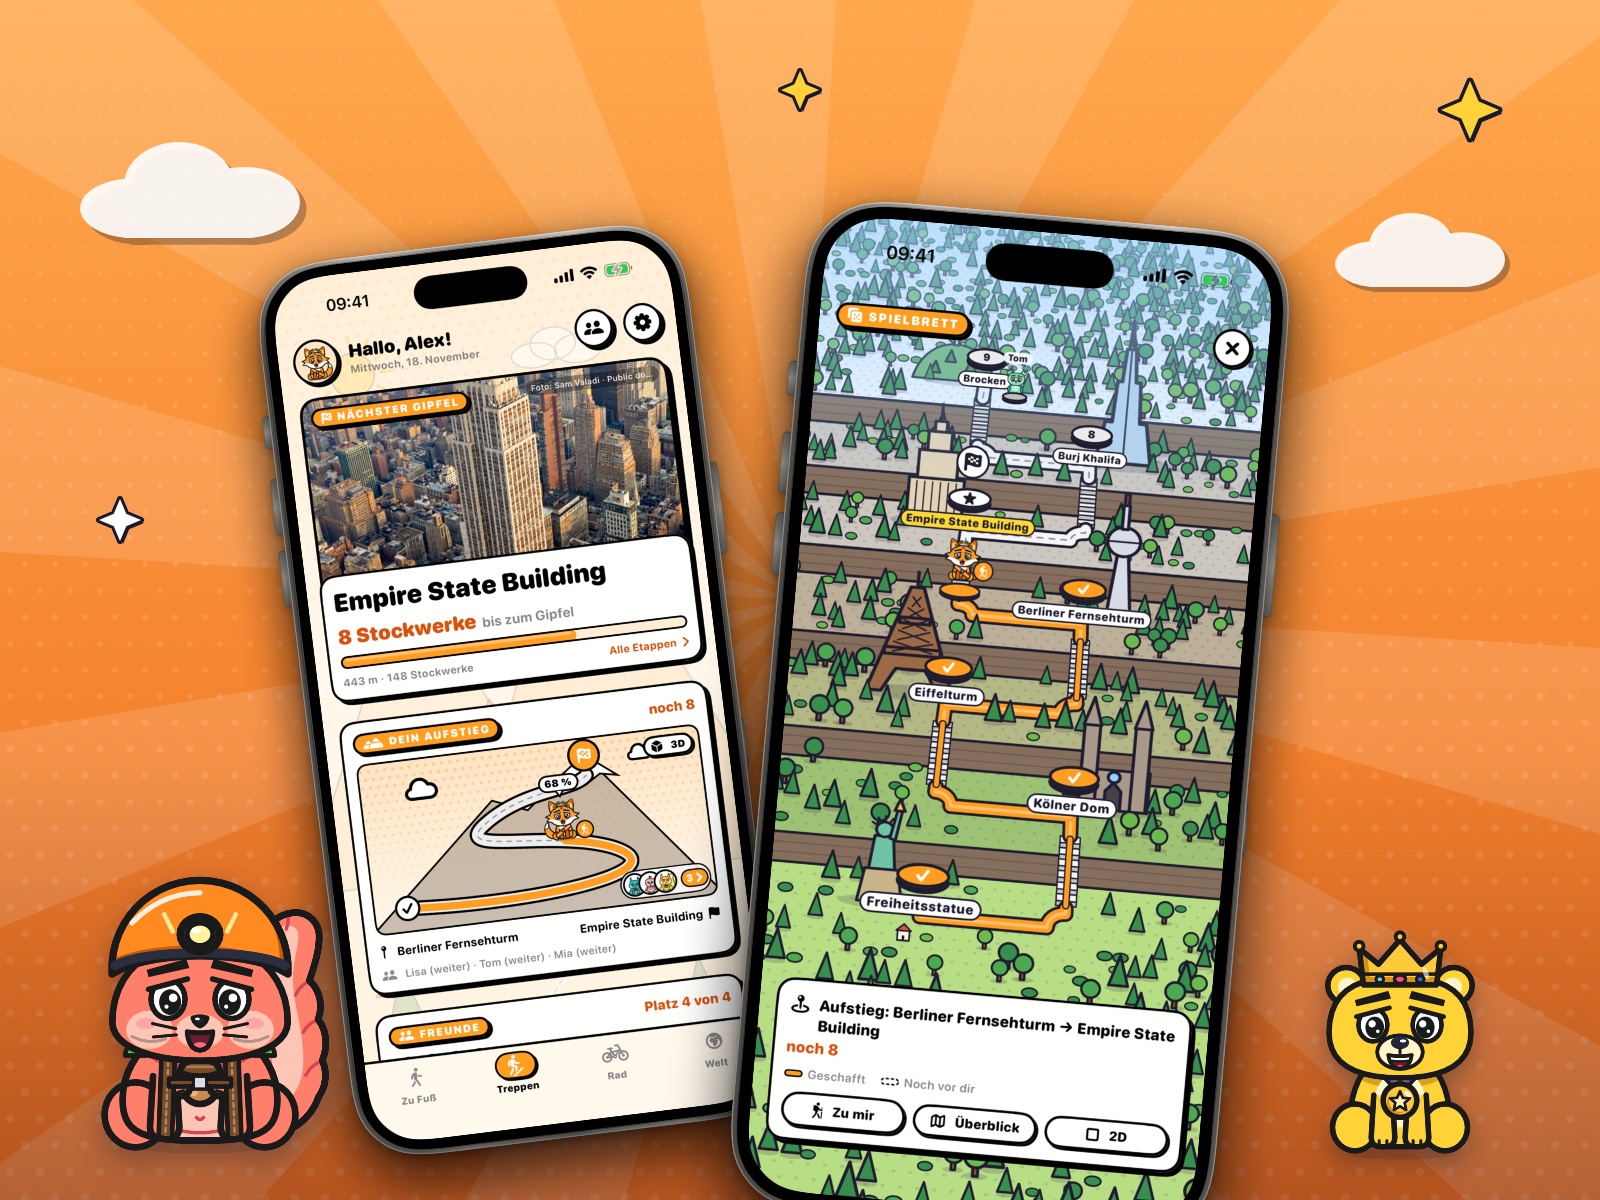 09:41
Hallo, Alex!
Mittwoch, 18. November
Foto: Sam Valadi · Public do...
NÄCHSTER GIPFEL
Empire State Building
8 Stockwerke bis zum Gipfel
Alle Etappen
443 m · 148 Stockwerke
noch 8
DEIN AUFSTIEG
3D
68 %
3
Berliner Fernsehturm
Empire State Building
Lisa (weiter) · Tom (weiter) · Mia (weiter)
Platz 4 von 4
FREUNDE
Zu Fuß
Treppen
Rad
Welt
09:41
SPIELBRETT
9
Tom
Brocken
8
Burj Khalifa
Empire State Building
Berliner Fernsehturm
Eiffelturm
Kölner Dom
Freiheitsstatue
Aufstieg: Berliner Fernsehturm → Empire State
Building
noch 8
Geschafft
Noch vor dir
Zu mir
Überblick
2D